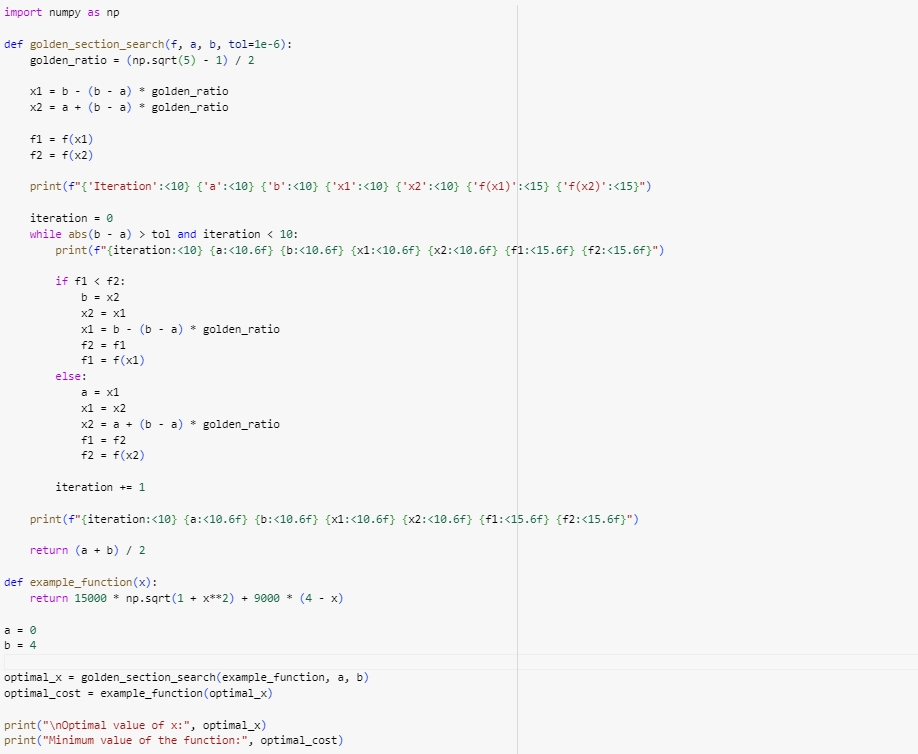 import numpy as np
def golden_section_search(f, a, b, tol=1e-6):
    golden_ratio = (np.sqrt(5) - 1) / 2
    x1 = b - (b - a) * golden_ratio
    x2 = a + (b - a) * golden_ratio
    f1 = f(x1)
    f2 = f(x2)
    print(f"{'Iteration':<10} {'a':<10} {'b':<10} {'x1':<10} {'x2':<10} {'f(x1)':<15} {'f(x2)':<15}")
    iteration = 0
    while abs(b - a) > tol and iteration < 10:
        print(f"{iteration:<10} {a:<10.6f} {b:<10.6f} {x1:<10.6f} {x2:<10.6f} {f1:<15.6f} {f2:<15.6f}")
        if f1 < f2:
            b = x2
            x2 = x1
            x1 = b - (b - a) * golden_ratio
            f2 = f1
            f1 = f(x1)
        else:
            a = x1
            x1 = x2
            x2 = a + (b - a) * golden_ratio
            f1 = f2
            f2 = f(x2)
        iteration += 1
    print(f"{iteration:<10} {a:<10.6f} {b:<10.6f} {x1:<10.6f} {x2:<10.6f} {f1:<15.6f} {f2:<15.6f}")
    return (a + b) / 2
def example_function(x):
    return 15000 * np.sqrt(1 + x**2) + 9000 * (4 - x)
a = 0
b = 4
optimal_x = golden_section_search(example_function, a, b)
optimal_cost = example_function(optimal_x)
print("\nOptimal value of x:", optimal_x)
print("Minimum value of the function:", optimal_cost)